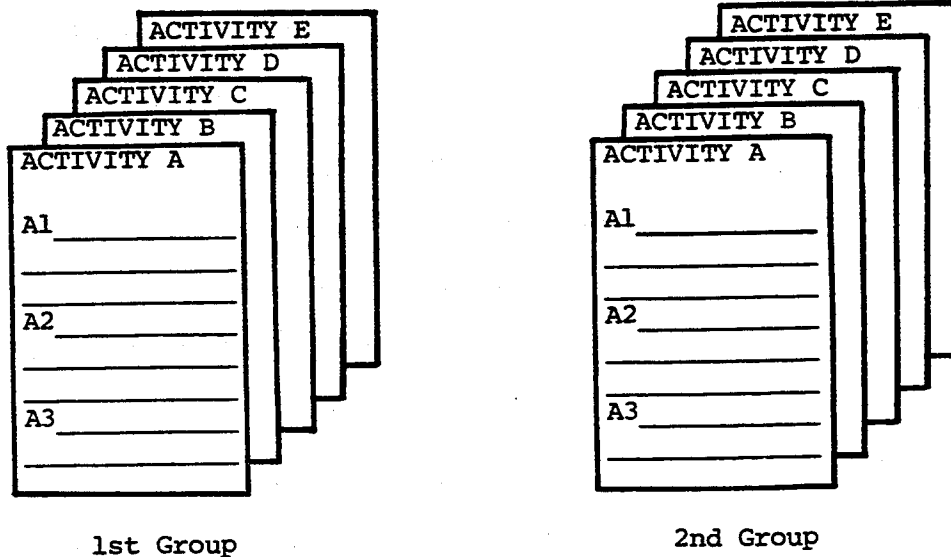 ACTIVITY E
ACTIVITY D
ACTIVITY C
ACTIVITY B
ACTIVITY A
A1
A2
A3
1st Group
ACTIVITY E
ACTIVITY D
ACTIVITY C
ACTIVITY B
ACTIVITY A
A1
A2
A3
2nd Group